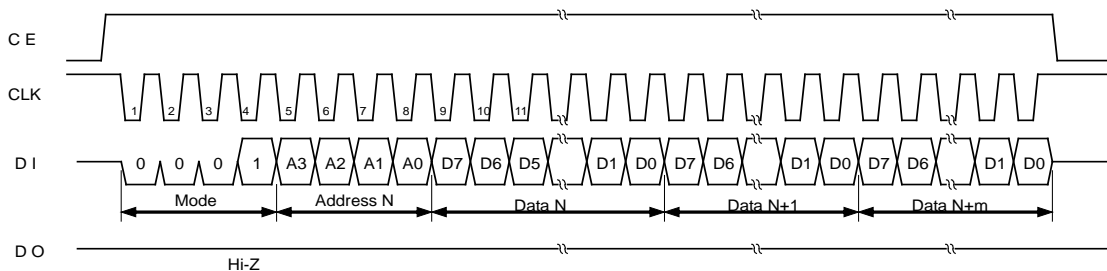 C E
CLK
1 2 3 4 5 6 7 8 9 10 11
D I
0 0 0 1 A3 A2 A1 A0 D7 D6 D5 D1 D0 D7 D6 D1 D0 D7 D6 D1 D0
Mode Address N Data N Data N+1 Data N+m
D O
Hi-Z